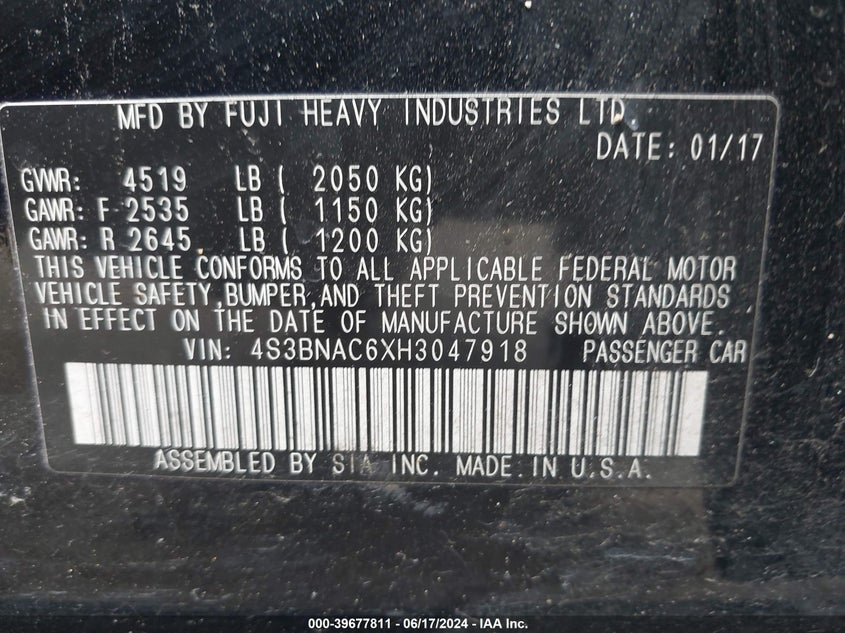 MFD BY FUJI HEAVY INDUSTRIES LTD.
DATE: 01/17
GVWR: 4519 LB ( 2050 KG)
GAWR: F 2535 LB ( 1150 KG)
GAWR: R 2645 LB ( 1200 KG)
THIS VEHICLE CONFORMS TO ALL APPLICABLE FEDERAL MOTOR
VEHICLE SAFETY,BUMPER,AND THEFT PREVENTION STANDARDS
IN EFFECT ON THE DATE OF MANUFACTURE SHOWN ABOVE.
VIN: 4S3BNAC6XH3047918 PASSENGER CAR
ASSEMBLED BY SIA INC. MADE IN U.S.A.
000-39677811 - 06/17/2024 - IAA Inc.